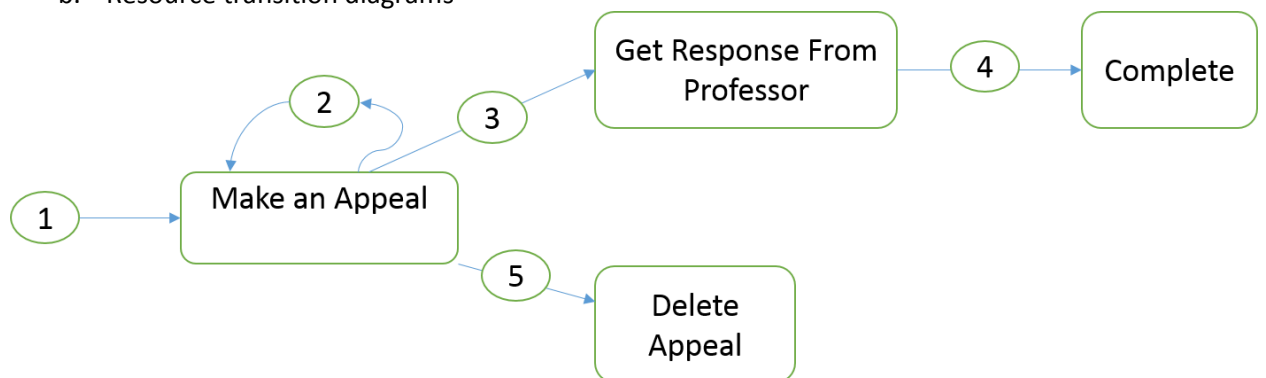 b. Resource transition diagrams
Get Response From
Professor
4
Complete
2
3
Make an Appeal
1
5
Delete
Appeal